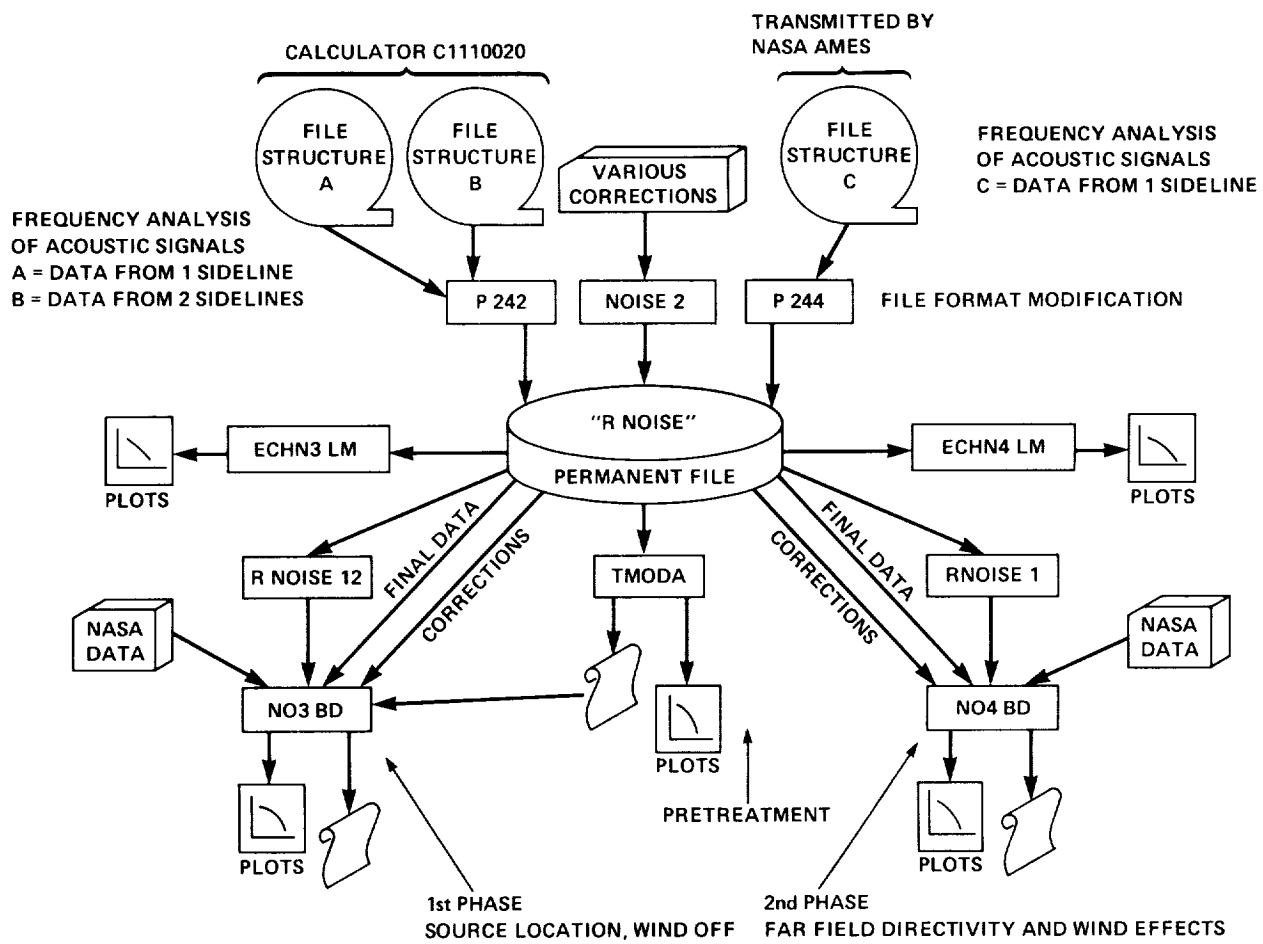 CALCULATOR C1110020
TRANSMITTED BY
NASA AMES
FILE
STRUCTURE
A
FILE
STRUCTURE
B
VARIOUS
CORRECTIONS
FILE
STRUCTURE
C
FREQUENCY ANALYSIS
OF ACOUSTIC SIGNALS
C = DATA FROM 1 SIDELINE
FREQUENCY ANALYSIS
OF ACOUSTIC SIGNALS
A = DATA FROM 1 SIDELINE
B = DATA FROM 2 SIDELINES
P 242
NOISE 2
P 244
FILE FORMAT MODIFICATION
"R NOISE"
PERMANENT FILE
ECHN3 LM
PLOTS
ECHN4 LM
PLOTS
R NOISE 12
FINAL DATA
CORRECTIONS
TMODA
CORRECTIONS
FINAL DATA
RNOISE 1
NASA
DATA
NASA
DATA
NO3 BD
NO4 BD
PLOTS
PLOTS
PLOTS
PRETREATMENT
1st PHASE
SOURCE LOCATION, WIND OFF
2nd PHASE
FAR FIELD DIRECTIVITY AND WIND EFFECTS